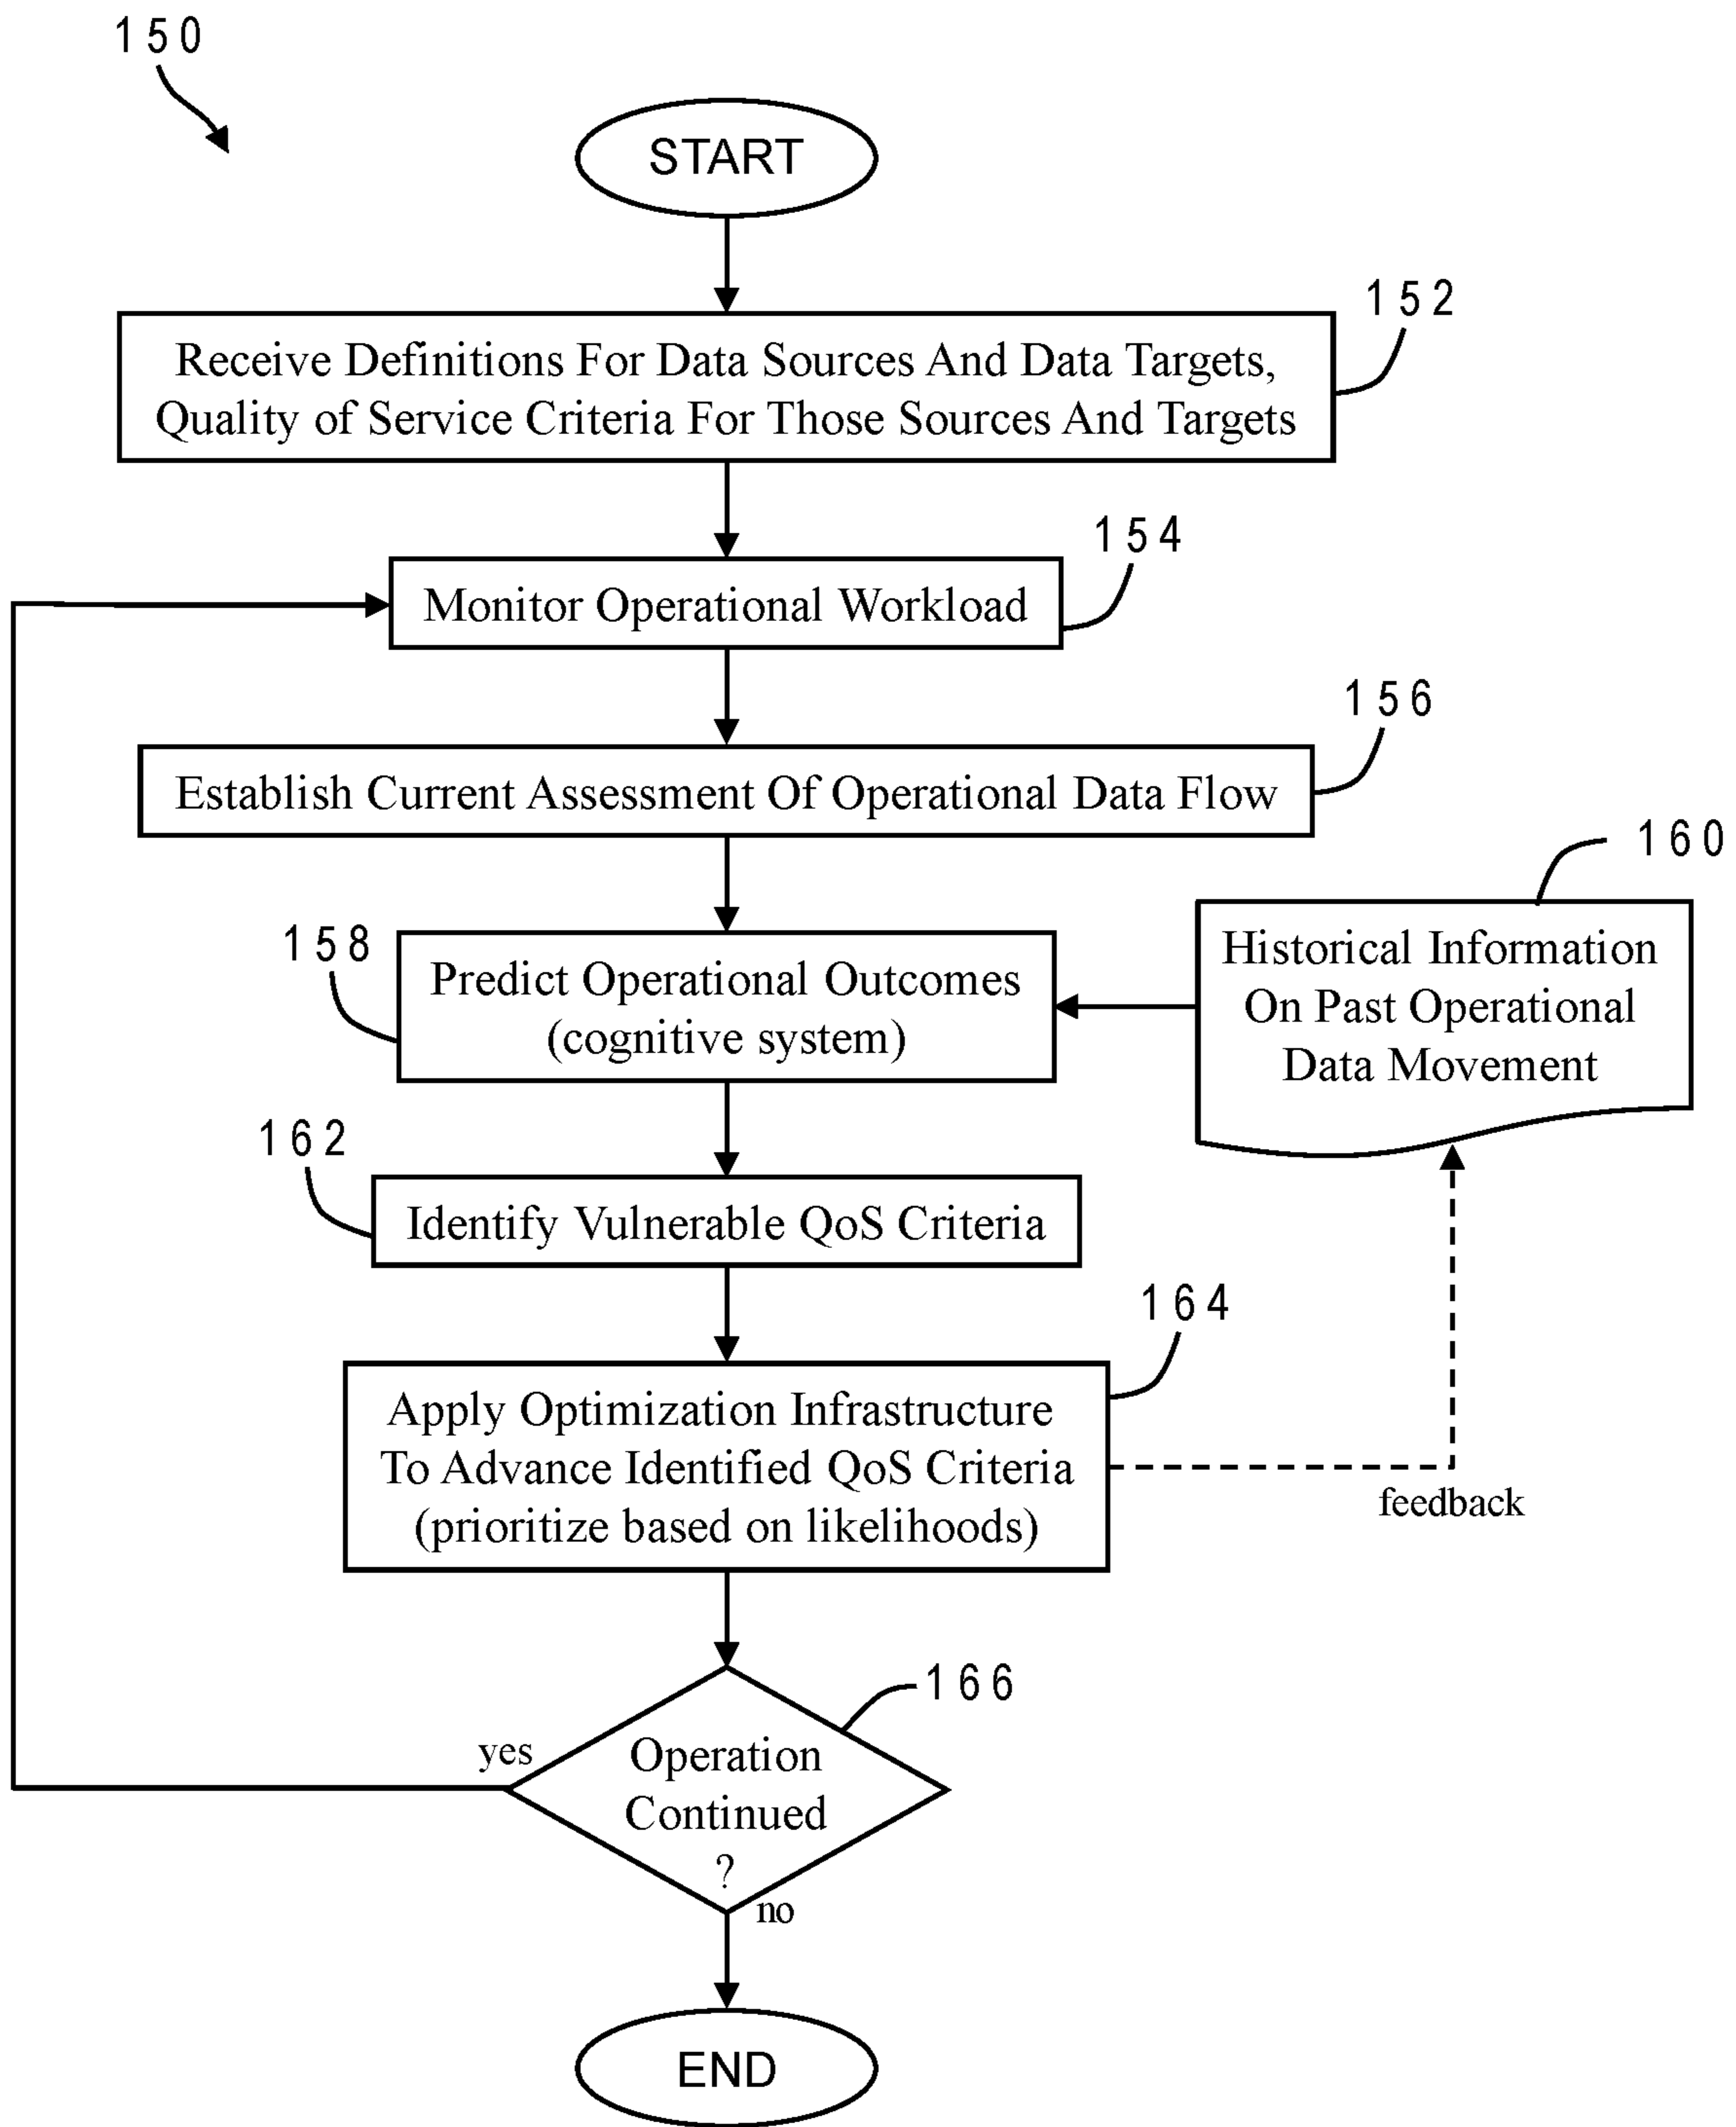 150
START
152
Receive Definitions For Data Sources And Data Targets,
Quality of Service Criteria For Those Sources And Targets
154
Monitor Operational Workload
156
Establish Current Assessment Of Operational Data Flow
160
158
Predict Operational Outcomes
(cognitive system)
Historical Information
On Past Operational
Data Movement
162
Identify Vulnerable QoS Criteria
164
Apply Optimization Infrastructure
To Advance Identified QoS Criteria
(prioritize based on likelihoods)
feedback
166
yes
Operation
Continued
?
no
END